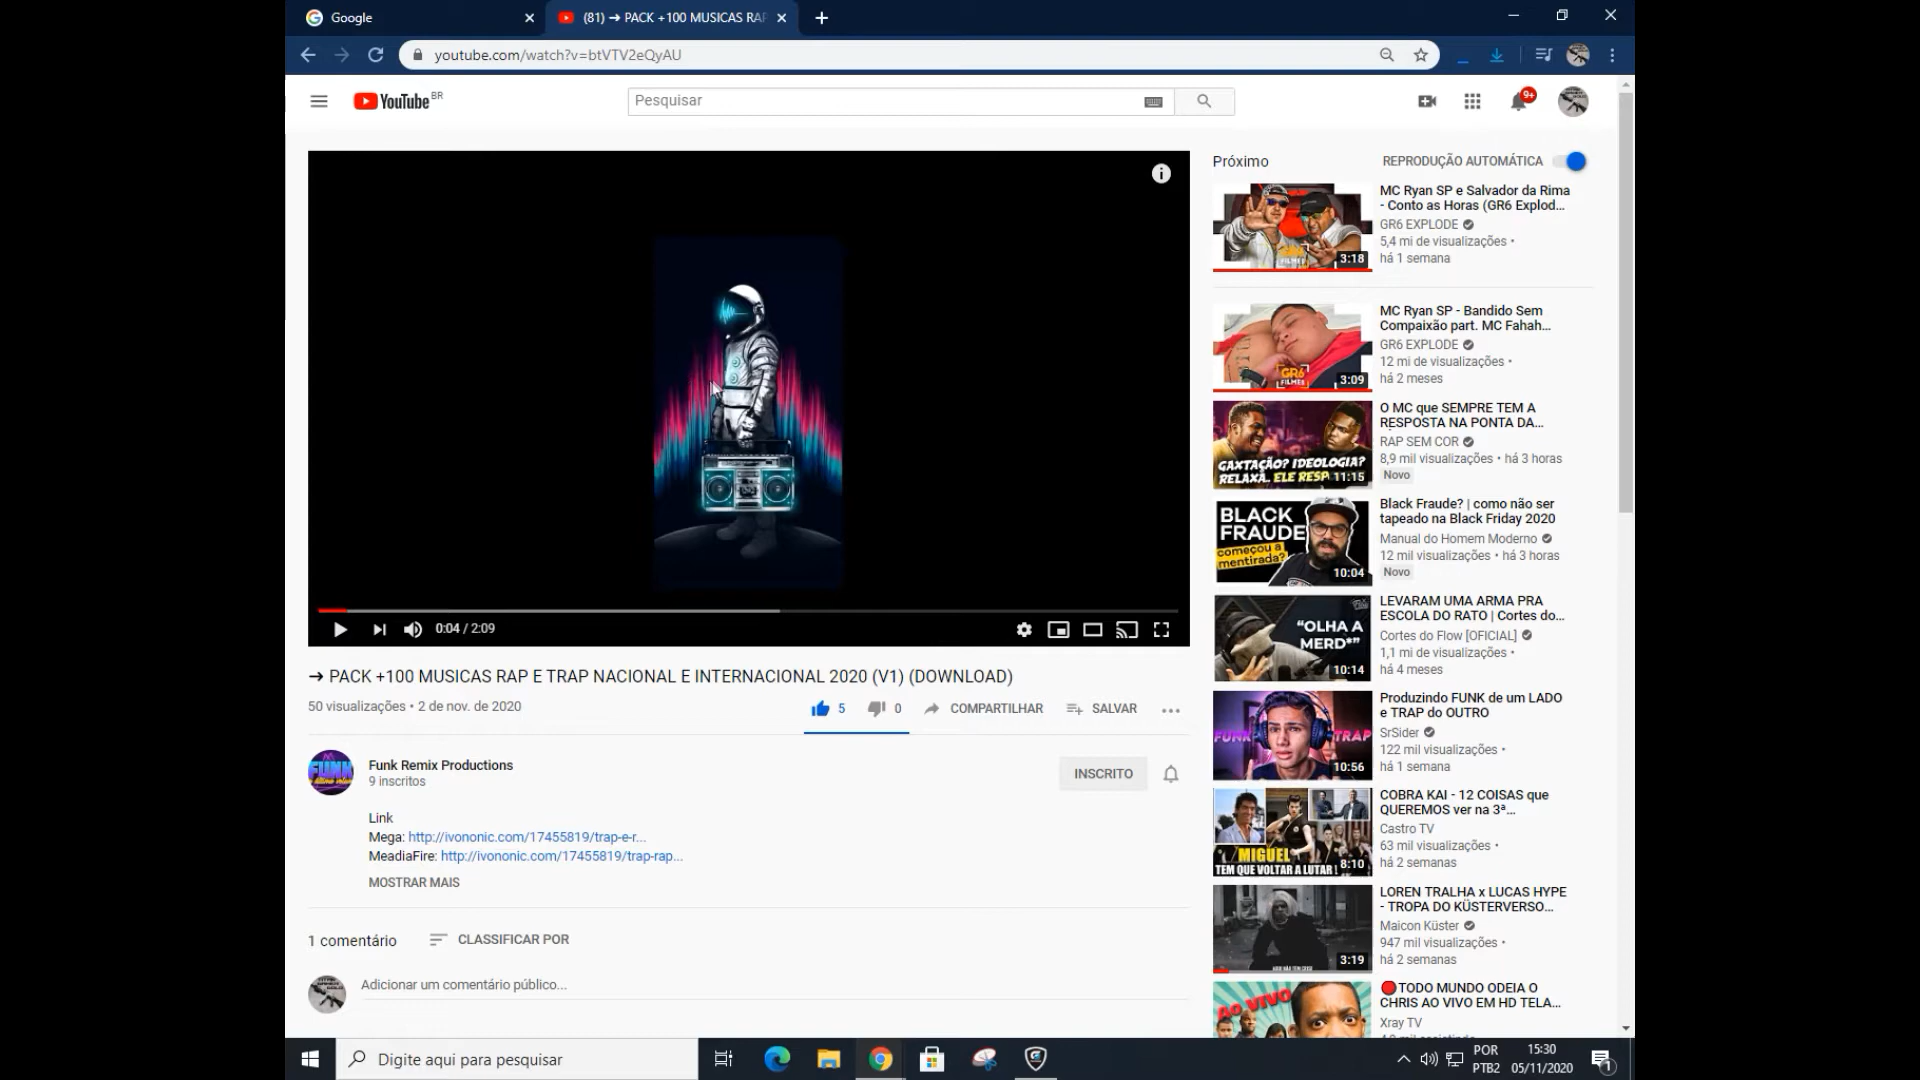 Google
(81) ➔ PACK +100 MUSICAS RAP
youtube.com/watch?v=btVTV2eQyAU
YouTube BR
Pesquisar
9+
0:04 / 2:09
➔ PACK +100 MUSICAS RAP E TRAP NACIONAL E INTERNACIONAL 2020 (V1) (DOWNLOAD)
50 visualizações • 2 de nov. de 2020
5
0
COMPARTILHAR
SALVAR
Funk Remix Productions
9 inscritos
INSCRITO
Link
Mega: http://ivononic.com/17455819/trap-e-r...
MeadiaFire: http://ivononic.com/17455819/trap-rap...
MOSTRAR MAIS
1 comentário
CLASSIFICAR POR
Adicionar um comentário público...
Próximo
REPRODUÇÃO AUTOMÁTICA
3:18
MC Ryan SP e Salvador da Rima
- Conto as Horas (GR6 Explod...
GR6 EXPLODE
5,4 mi de visualizações •
há 1 semana
GR6
FILMES
3:09
MC Ryan SP - Bandido Sem
Compaixão part. MC Fahah...
GR6 EXPLODE
12 mi de visualizações •
há 2 meses
GAXTAÇÃO? IDEOLOGIA?
RELAXA. ELE RESP
11:15
O MC que SEMPRE TEM A
RESPOSTA NA PONTA DA...
RAP SEM COR
8,9 mil visualizações • há 3 horas
Novo
BLACK
FRAUDE
começou a
mentirada?
10:04
Black Fraude? | como não ser
tapeado na Black Friday 2020
Manual do Homem Moderno
12 mil visualizações • há 3 horas
Novo
"OLHA A
MERD*"
10:14
LEVARAM UMA ARMA PRA
ESCOLA DO RATO | Cortes do...
Cortes do Flow [OFICIAL]
1,1 mi de visualizações •
há 4 meses
FUNK
TRAP
10:56
Produzindo FUNK de um LADO
e TRAP do OUTRO
SrSider
122 mil visualizações •
há 1 semana
MIGUEL
TEM QUE VOLTAR A LUTAR!
8:10
COBRA KAI - 12 COISAS que
QUEREMOS ver na 3ª...
Castro TV
63 mil visualizações •
há 2 semanas
3:19
LOREN TRALHA x LUCAS HYPE
- TROPA DO KÜSTERVERSO...
Maicon Küster
947 mil visualizações •
há 2 semanas
AO VIVO
TODO MUNDO ODEIA O
CHRIS AO VIVO EM HD TELA...
Xray TV
Digite aqui para pesquisar
POR
PTB2
15:30
05/11/2020
1